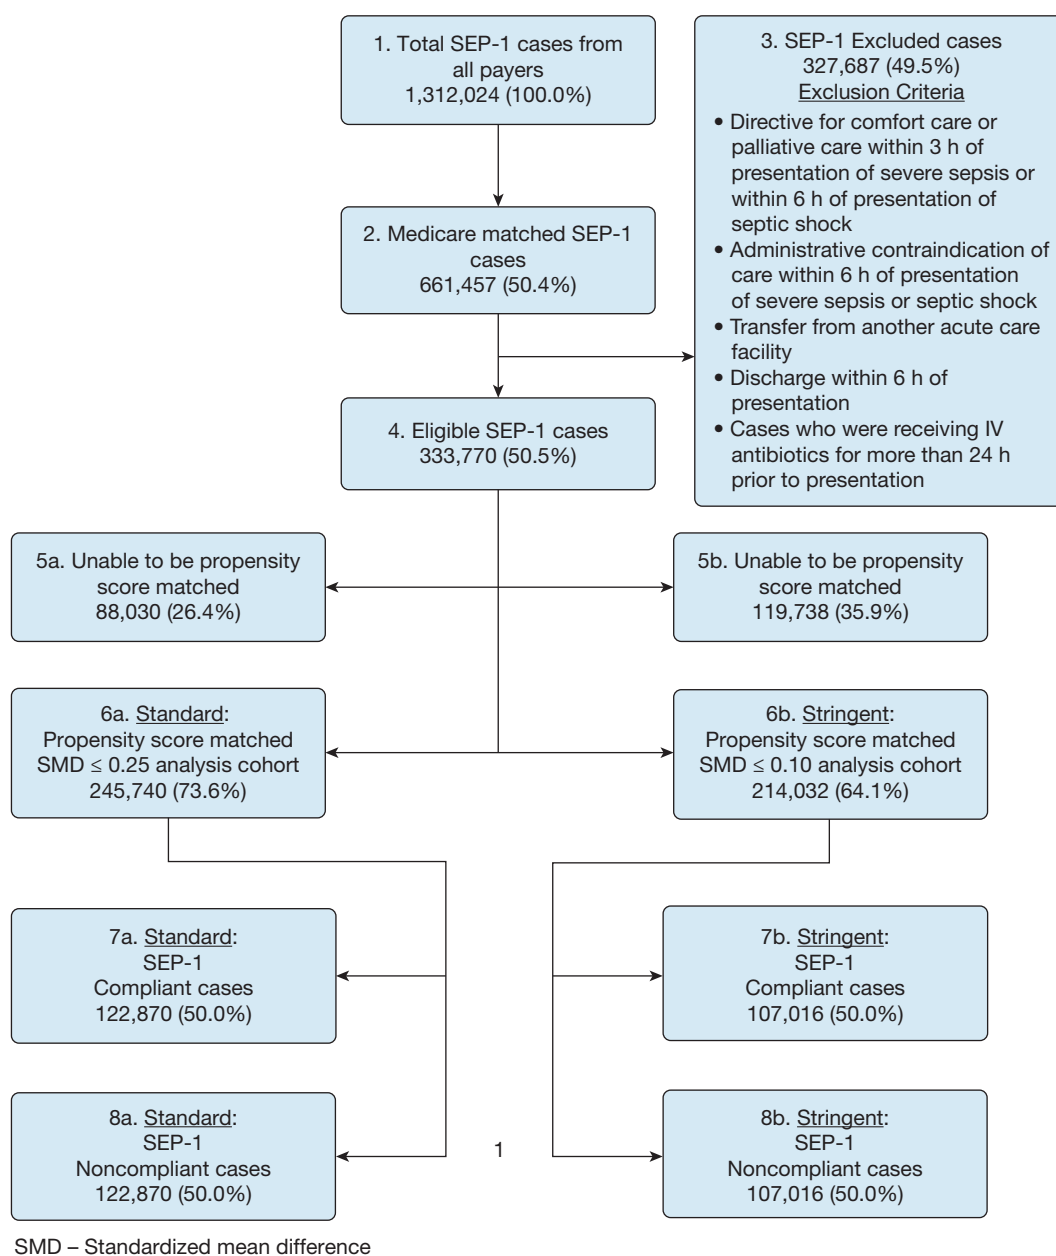 1. Total SEP-1 cases from
all payers
1,312,024 (100.0%)
2. Medicare matched SEP-1
cases
661,457 (50.4%)
3. SEP-1 Excluded cases
327,687 (49.5%)
Exclusion Criteria
• Directive for comfort care or
palliative care within 3 h of
presentation of severe sepsis or
within 6 h of presentation of
septic shock
• Administrative contraindication of
care within 6 h of presentation
of severe sepsis or septic shock
• Transfer from another acute care
facility
• Discharge within 6 h of
presentation
• Cases who were receiving IV
antibiotics for more than 24 h
prior to presentation
4. Eligible SEP-1 cases
333,770 (50.5%)
5a. Unable to be propensity
score matched
88,030 (26.4%)
5b. Unable to be propensity
score matched
119,738 (35.9%)
6a. Standard:
Propensity score matched
SMD ≤ 0.25 analysis cohort
245,740 (73.6%)
6b. Stringent:
Propensity score matched
SMD ≤ 0.10 analysis cohort
214,032 (64.1%)
7a. Standard:
SEP-1
Compliant cases
122,870 (50.0%)
7b. Stringent:
SEP-1
Compliant cases
107,016 (50.0%)
8a. Standard:
SEP-1
Noncompliant cases
122,870 (50.0%)
1
8b. Stringent:
SEP-1
Noncompliant cases
107,016 (50.0%)
SMD – Standardized mean difference